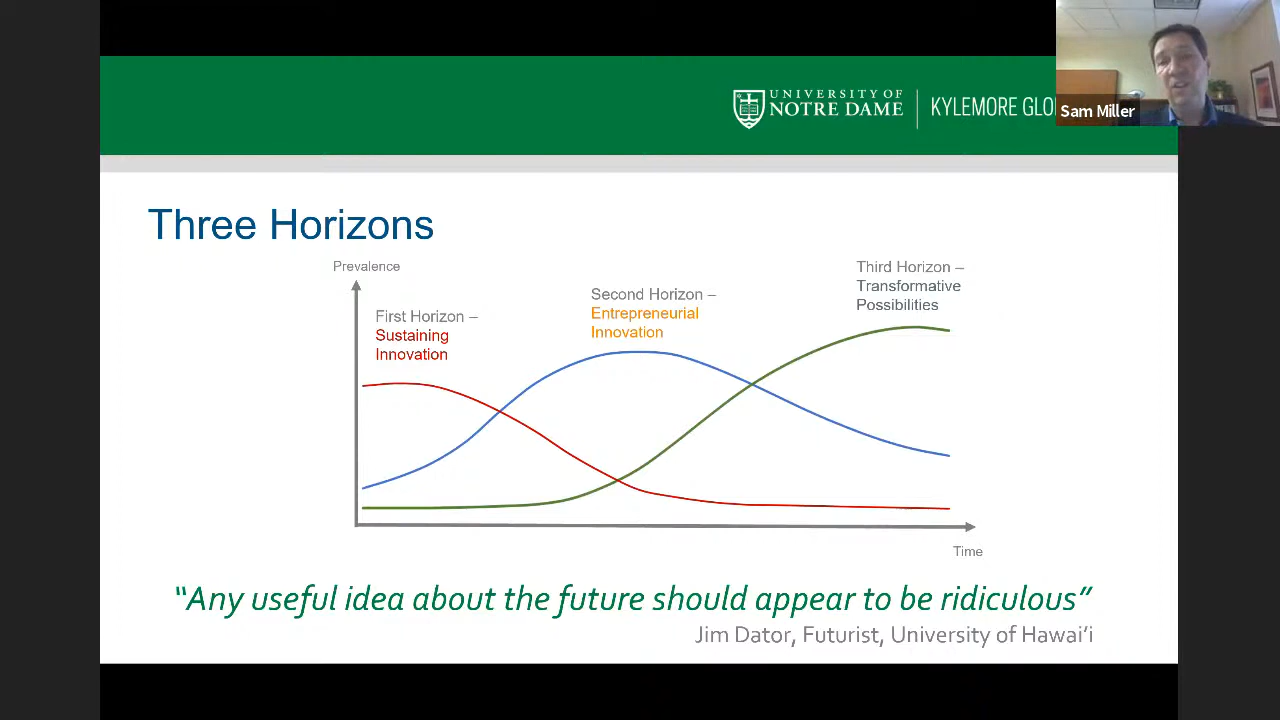 UNIVERSITY OF
NOTRE DAME
KYLEMORE
Sam Miller
Three Horizons
Prevalence
First Horizon –
Sustaining
Innovation
Second Horizon –
Entrepreneurial
Innovation
Third Horizon –
Transformative
Possibilities
Time
“Any useful idea about the future should appear to be ridiculous”
Jim Dator, Futurist, University of Hawai‘i